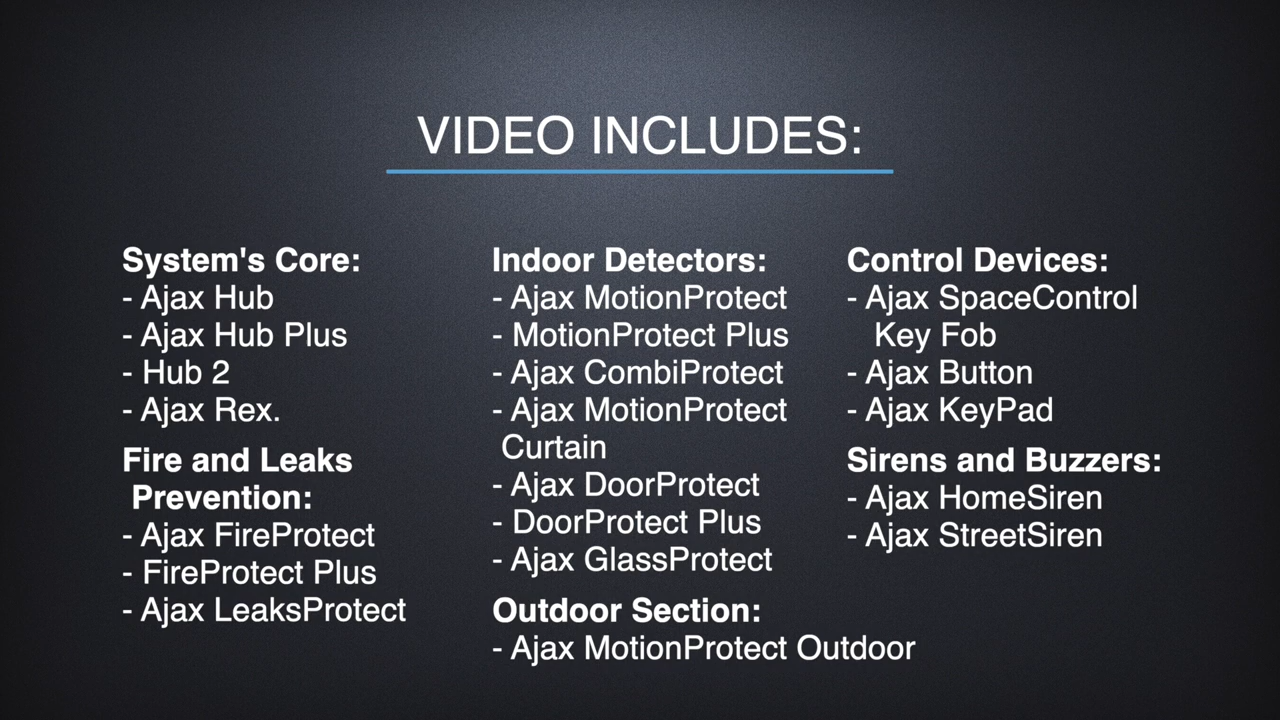 VIDEO INCLUDES:
System's Core:
- Ajax Hub
- Ajax Hub Plus
- Hub 2
- Ajax Rex.
Fire and Leaks
Prevention:
- Ajax FireProtect
- FireProtect Plus
- Ajax LeaksProtect
Indoor Detectors:
- Ajax MotionProtect
- MotionProtect Plus
- Ajax CombiProtect
- Ajax MotionProtect
Curtain
- Ajax DoorProtect
- DoorProtect Plus
- Ajax GlassProtect
Outdoor Section:
- Ajax MotionProtect Outdoor
Control Devices:
- Ajax SpaceControl
Key Fob
- Ajax Button
- Ajax KeyPad
Sirens and Buzzers:
- Ajax HomeSiren
- Ajax StreetSiren